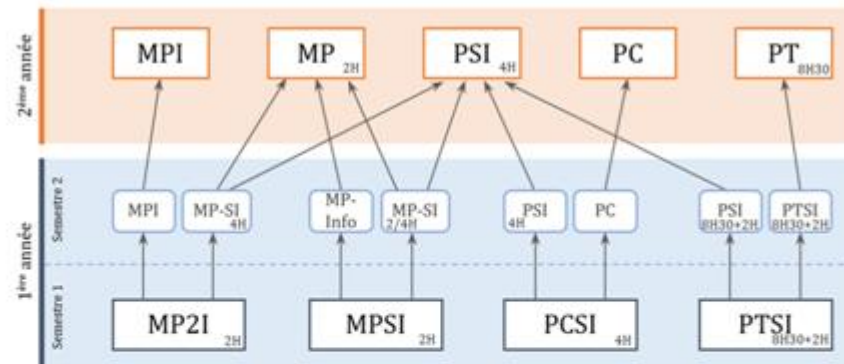 2ème année
MPI
MP
2H
PSI
4H
PC
PT
8H30
1ère année
Semestre 2
MPI
MP-SI
4H
MP-
Info
MP-SI
2/4H
PSI
4H
PC
PSI
8H30+2H
PTSI
8H30+2H
Semestre 1
MP2I
2H
MPSI
2H
PCSI
4H
PTSI
8H30+2H